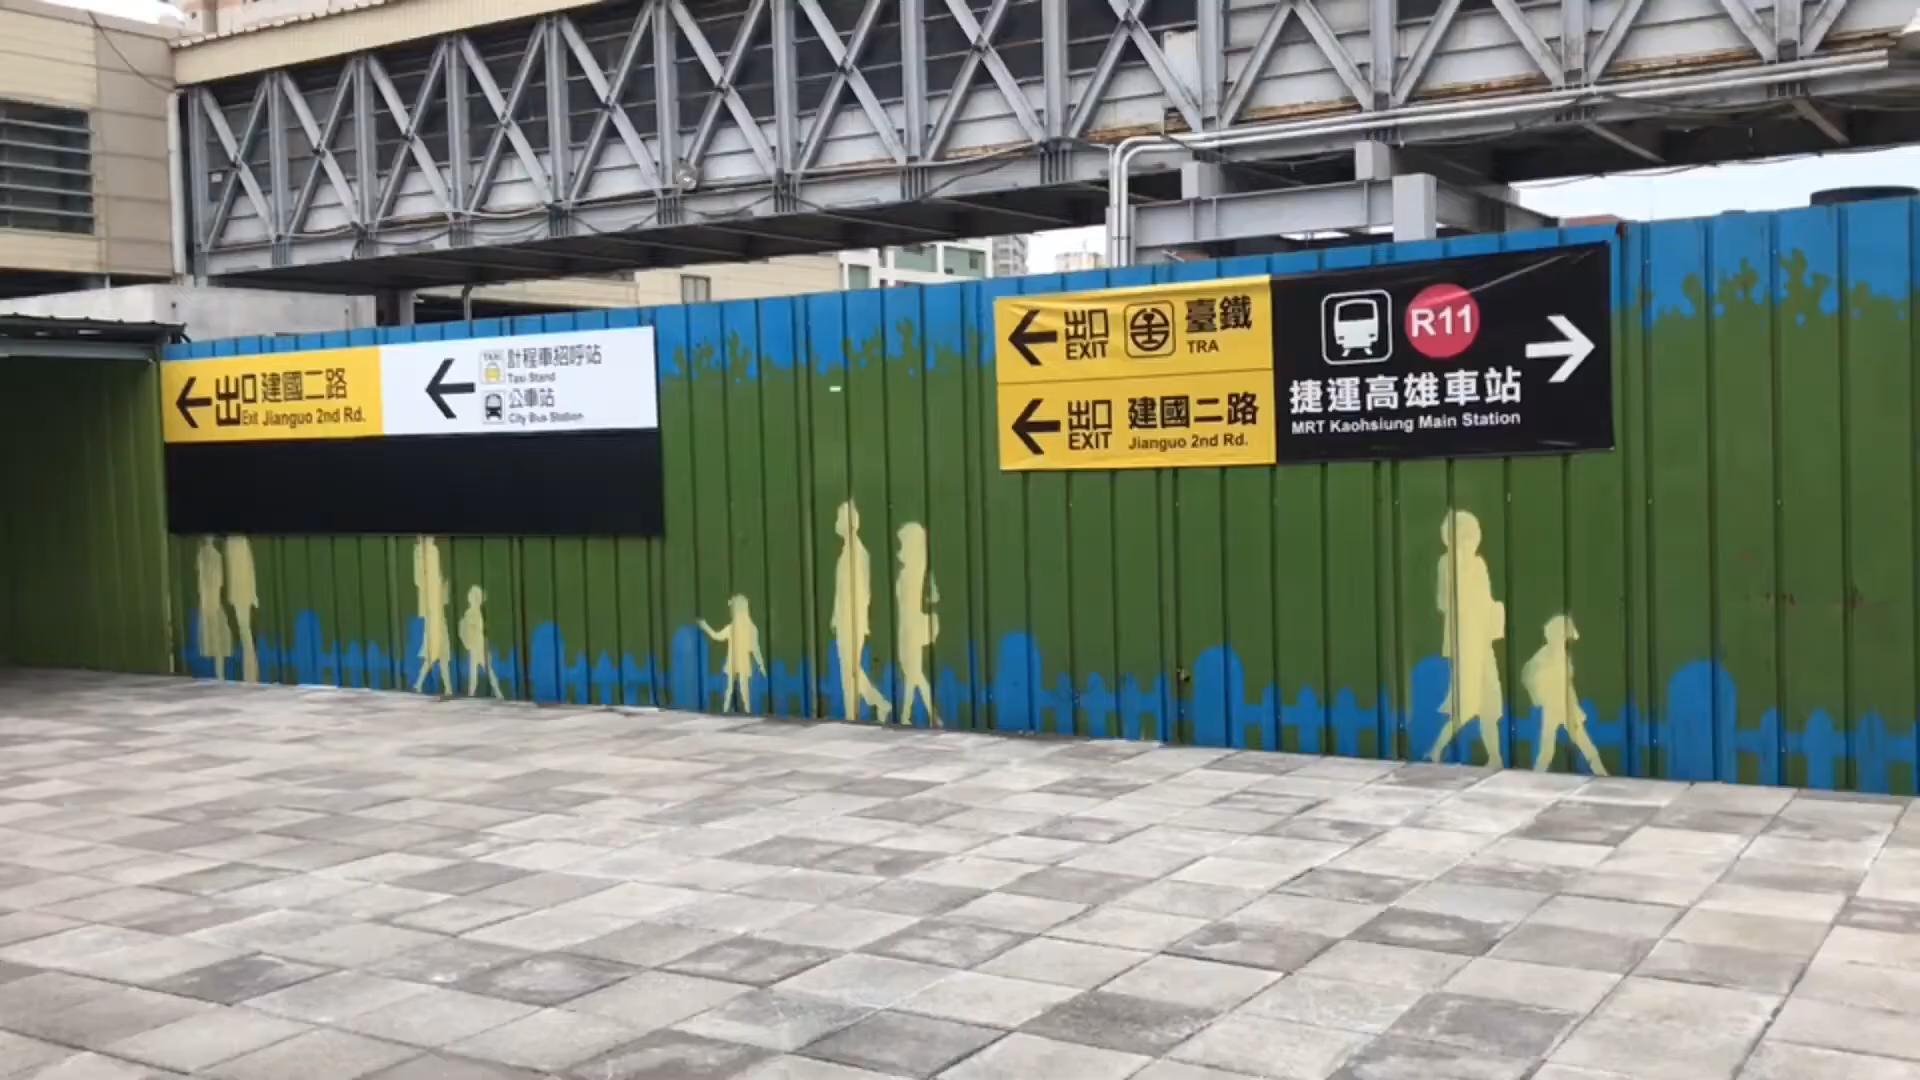 出口 建國二路
Exit Jianguo 2nd Rd.
TAXI
計程車招呼站
Taxi Stand
公車站
City Bus Station
出口 臺鐵
EXIT TRA
出口 建國二路
EXIT Jianguo 2nd Rd.
R11
捷運高雄車站
MRT Kaohsiung Main Station